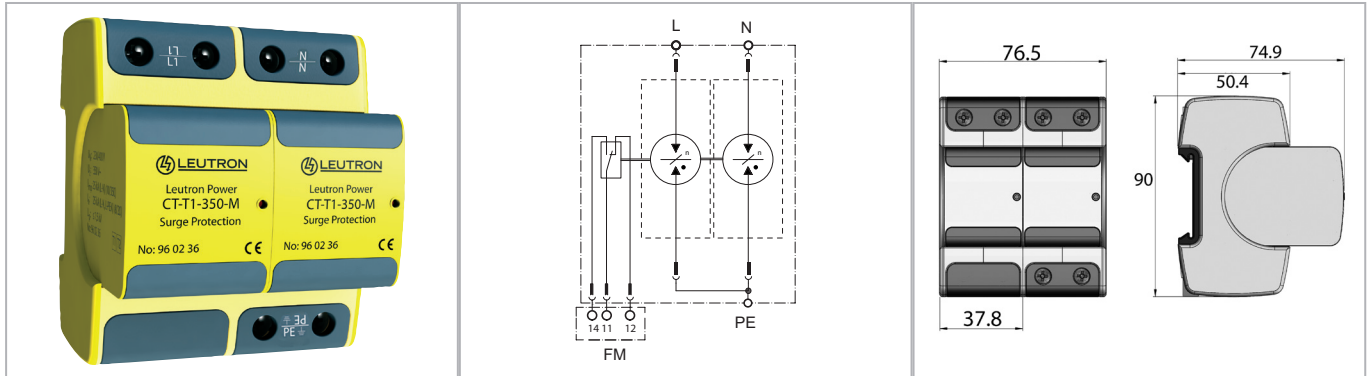 L1
L1
N
N
LEUTRON
Leutron Power
CT-T1-350-M
Surge Protection
No: 96 02 36
CE
LEUTRON
Leutron Power
CT-T1-350-M
Surge Protection
No: 96 02 36
CE
PE
PE
L
N
n
n
14 11 12
PE
FM
76.5
37.8
74.9
50.4
90